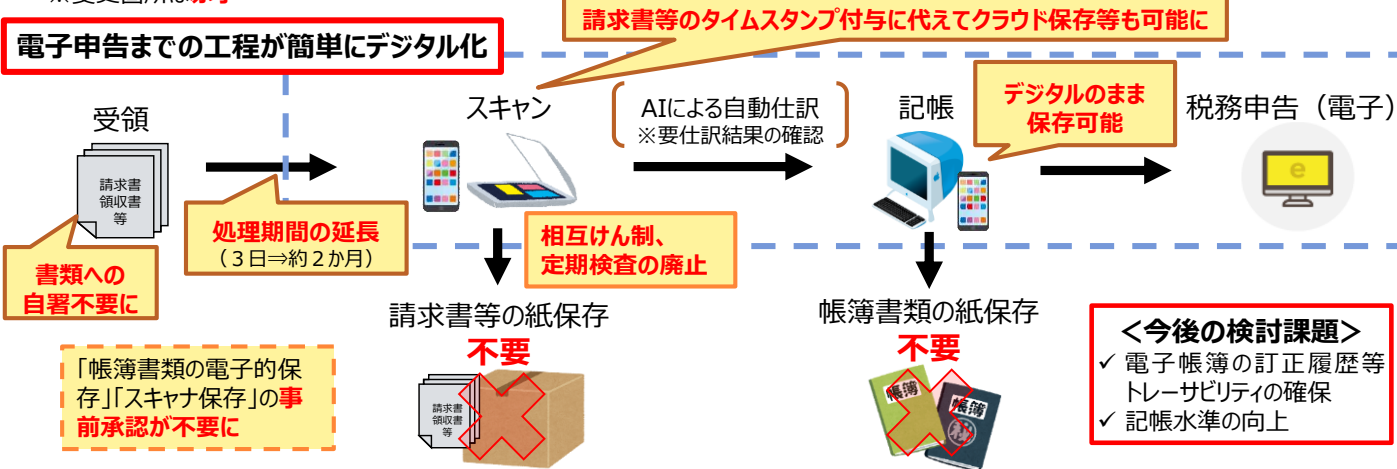 請求書等のタイムスタンプ付与に代えてクラウド保存等も可能に
電子申告までの工程が簡単にデジタル化
受領
請求書
領収書
等
書類への
自署不要に
処理期間の延長
(3日⇒約2か月)
スキャン
AIによる自動仕訳
※要仕訳結果の確認
記帳
デジタルのまま
保存可能
税務申告(電子)
e
相互けん制、
定期検査の廃止
請求書等の紙保存
不要
請求書
領収書
等
帳簿書類の紙保存
不要
帳簿
帳簿
「帳簿書類の電子的保
存」「スキャナ保存」の事
前承認が不要に
<今後の検討課題>
✓ 電子帳簿の訂正履歴等
トレーサビリティの確保
✓ 記帳水準の向上